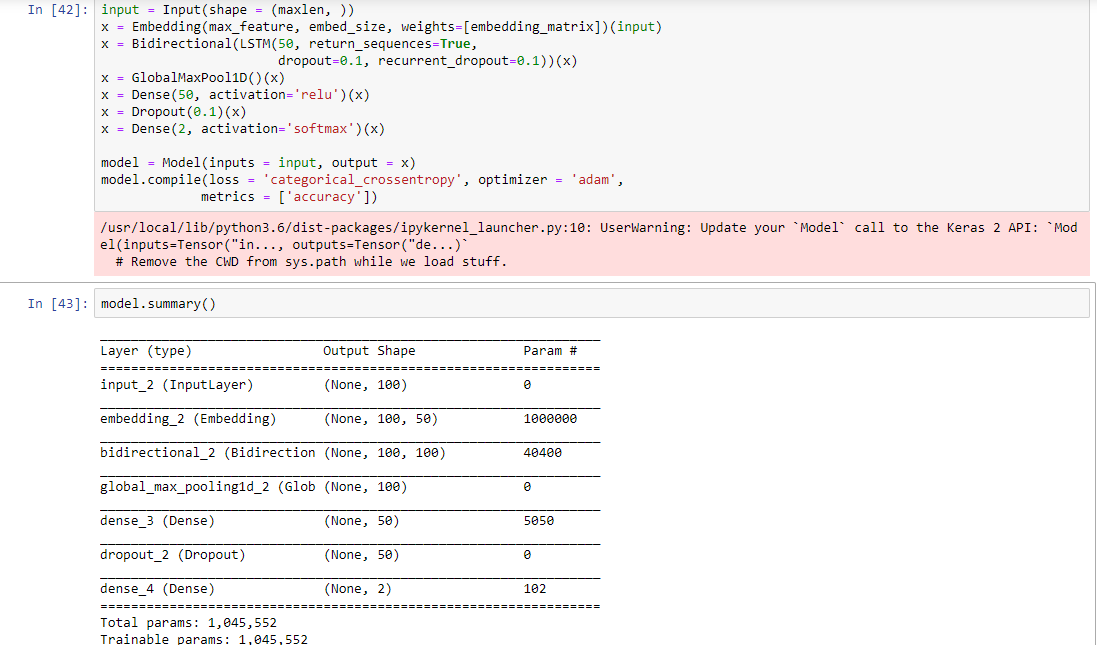 In [42]: input = Input(shape = (maxlen, ))
x = Embedding(max_feature, embed_size, weights=[embedding_matrix])(input)
x = Bidirectional(LSTM(50, return_sequences=True,
dropout=0.1, recurrent_dropout=0.1))(x)
x = GlobalMaxPool1D()(x)
x = Dense(50, activation='relu')(x)
x = Dropout(0.1)(x)
x = Dense(2, activation='softmax')(x)
model = Model(inputs = input, output = x)
model.compile(loss = 'categorical_crossentropy', optimizer = 'adam',
metrics = ['accuracy'])
/usr/local/lib/python3.6/dist-packages/ipykernel_launcher.py:10: UserWarning: Update your `Model` call to the Keras 2 API: `Mod
el(inputs=Tensor("in..., outputs=Tensor("de...)`
# Remove the CWD from sys.path while we load stuff.
In [43]: model.summary()
Layer (type) Output Shape Param #
=================================================================
input_2 (InputLayer) (None, 100) 0
embedding_2 (Embedding) (None, 100, 50) 1000000
bidirectional_2 (Bidirection (None, 100, 100) 40400
global_max_pooling1d_2 (Glob (None, 100) 0
dense_3 (Dense) (None, 50) 5050
dropout_2 (Dropout) (None, 50) 0
dense_4 (Dense) (None, 2) 102
=================================================================
Total params: 1,045,552
Trainable params: 1,045,552